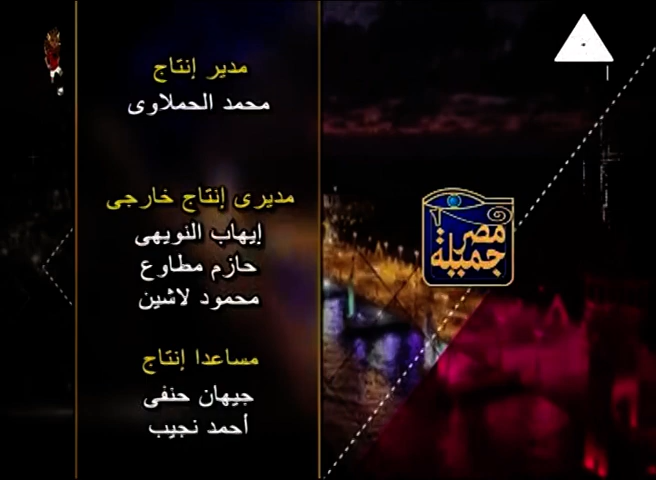 مدير إنتاج
محمد الحملاوى
مديرى إنتاج خارجى
إيهاب النويهى
حازم مطاوع
محمود لاشين
مساعدا إنتاج
جيهان حنفى
أحمد نجيب
مصر
جميلة